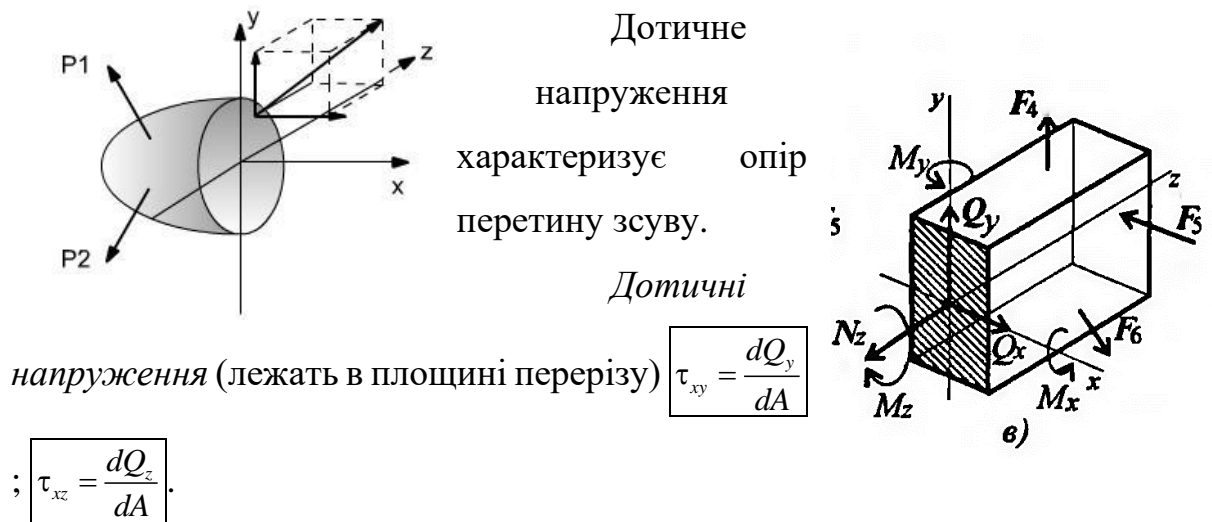 Дотичне
напруження
характеризує опір
перетину зсуву.
Дотичні
напруження (лежать в площині перерізу) τxy = dQy/dA
; τxz = dQz/dA.
y
z
x
P1
P2
y
F4
My
z
Qy
5
F5
Nz
Qx
F6
x
Mz
Mx
в)